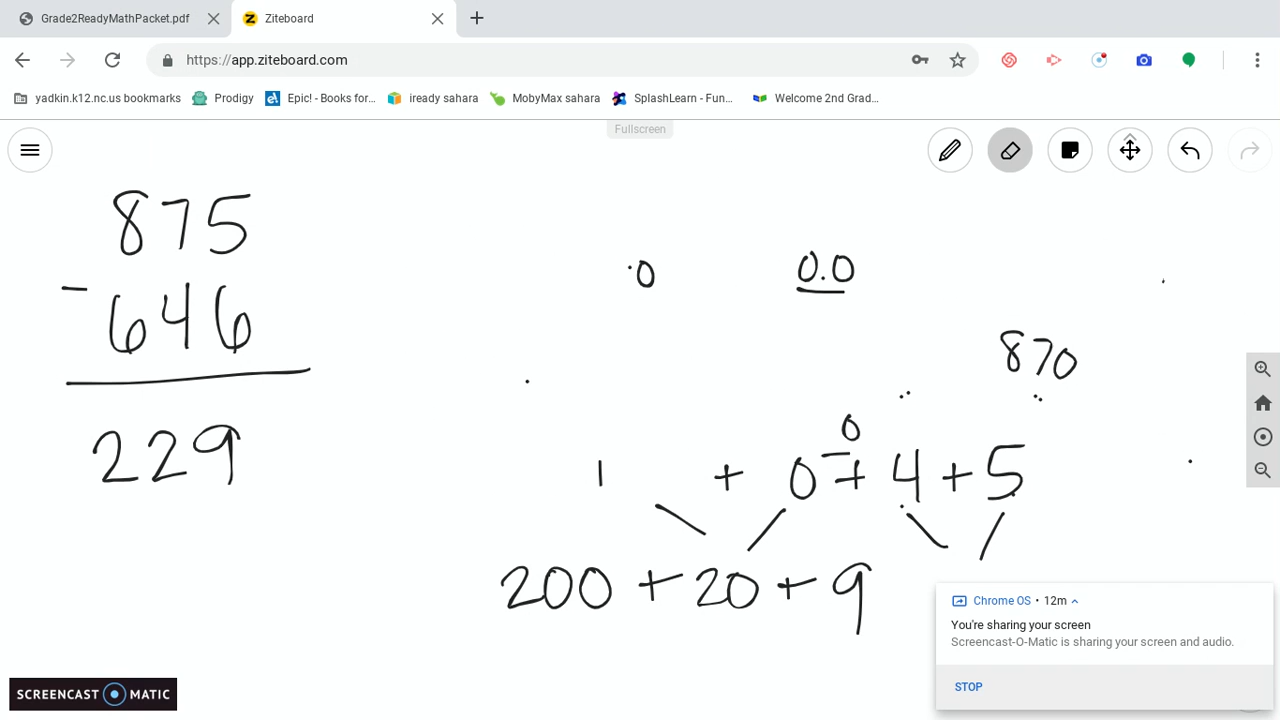 Grade2ReadyMathPacket.pdf
Ziteboard
https://app.ziteboard.com
yadkin.k12.nc.us bookmarks
Prodigy
Epic! - Books for...
iready sahara
MobyMax sahara
SplashLearn - Fun...
Welcome 2nd Grad...
Fullscreen
875
- 646
229
.0
0.0
870
0
1 + 0 + 4 + 5
200 + 20 + 9
Chrome OS • 12m
You're sharing your screen
Screencast-O-Matic is sharing your screen and audio.
STOP
SCREENCAST MATIC